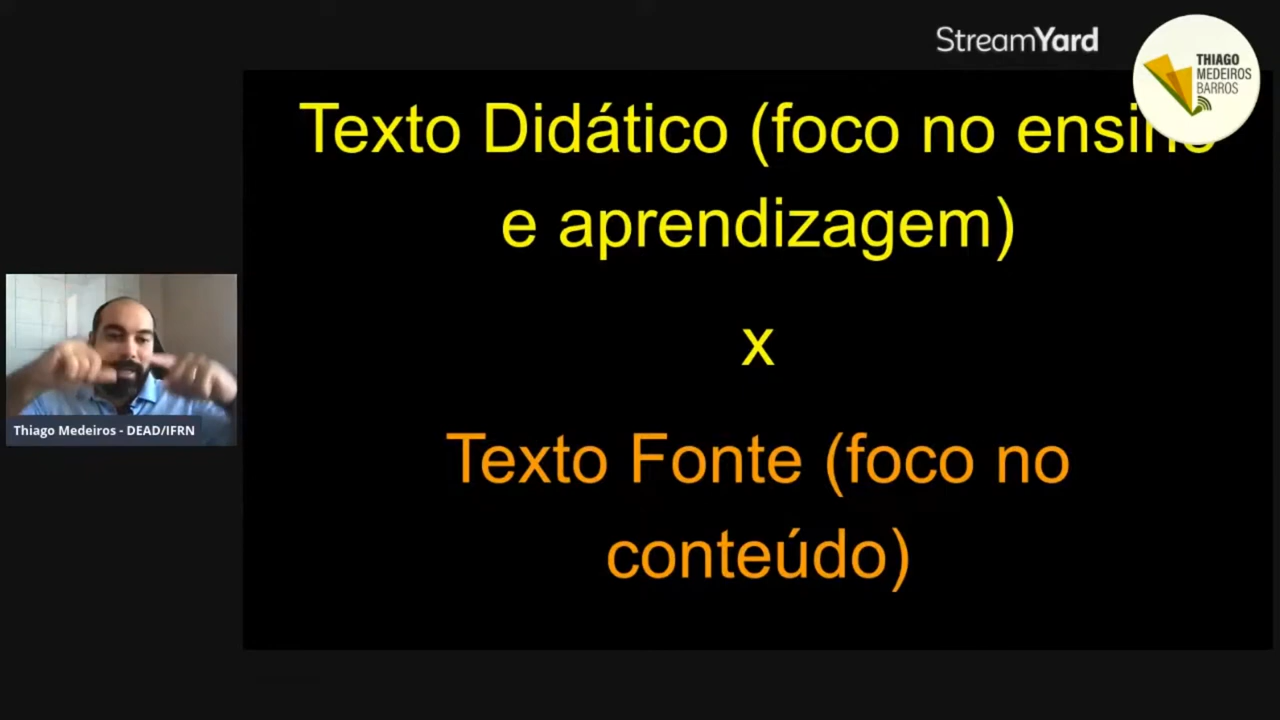 StreamYard
THIAGO
MEDEIROS
BARROS
Texto Didático (foco no ensino
e aprendizagem)
x
Texto Fonte (foco no
conteúdo)
Thiago Medeiros - DEAD/IFRN